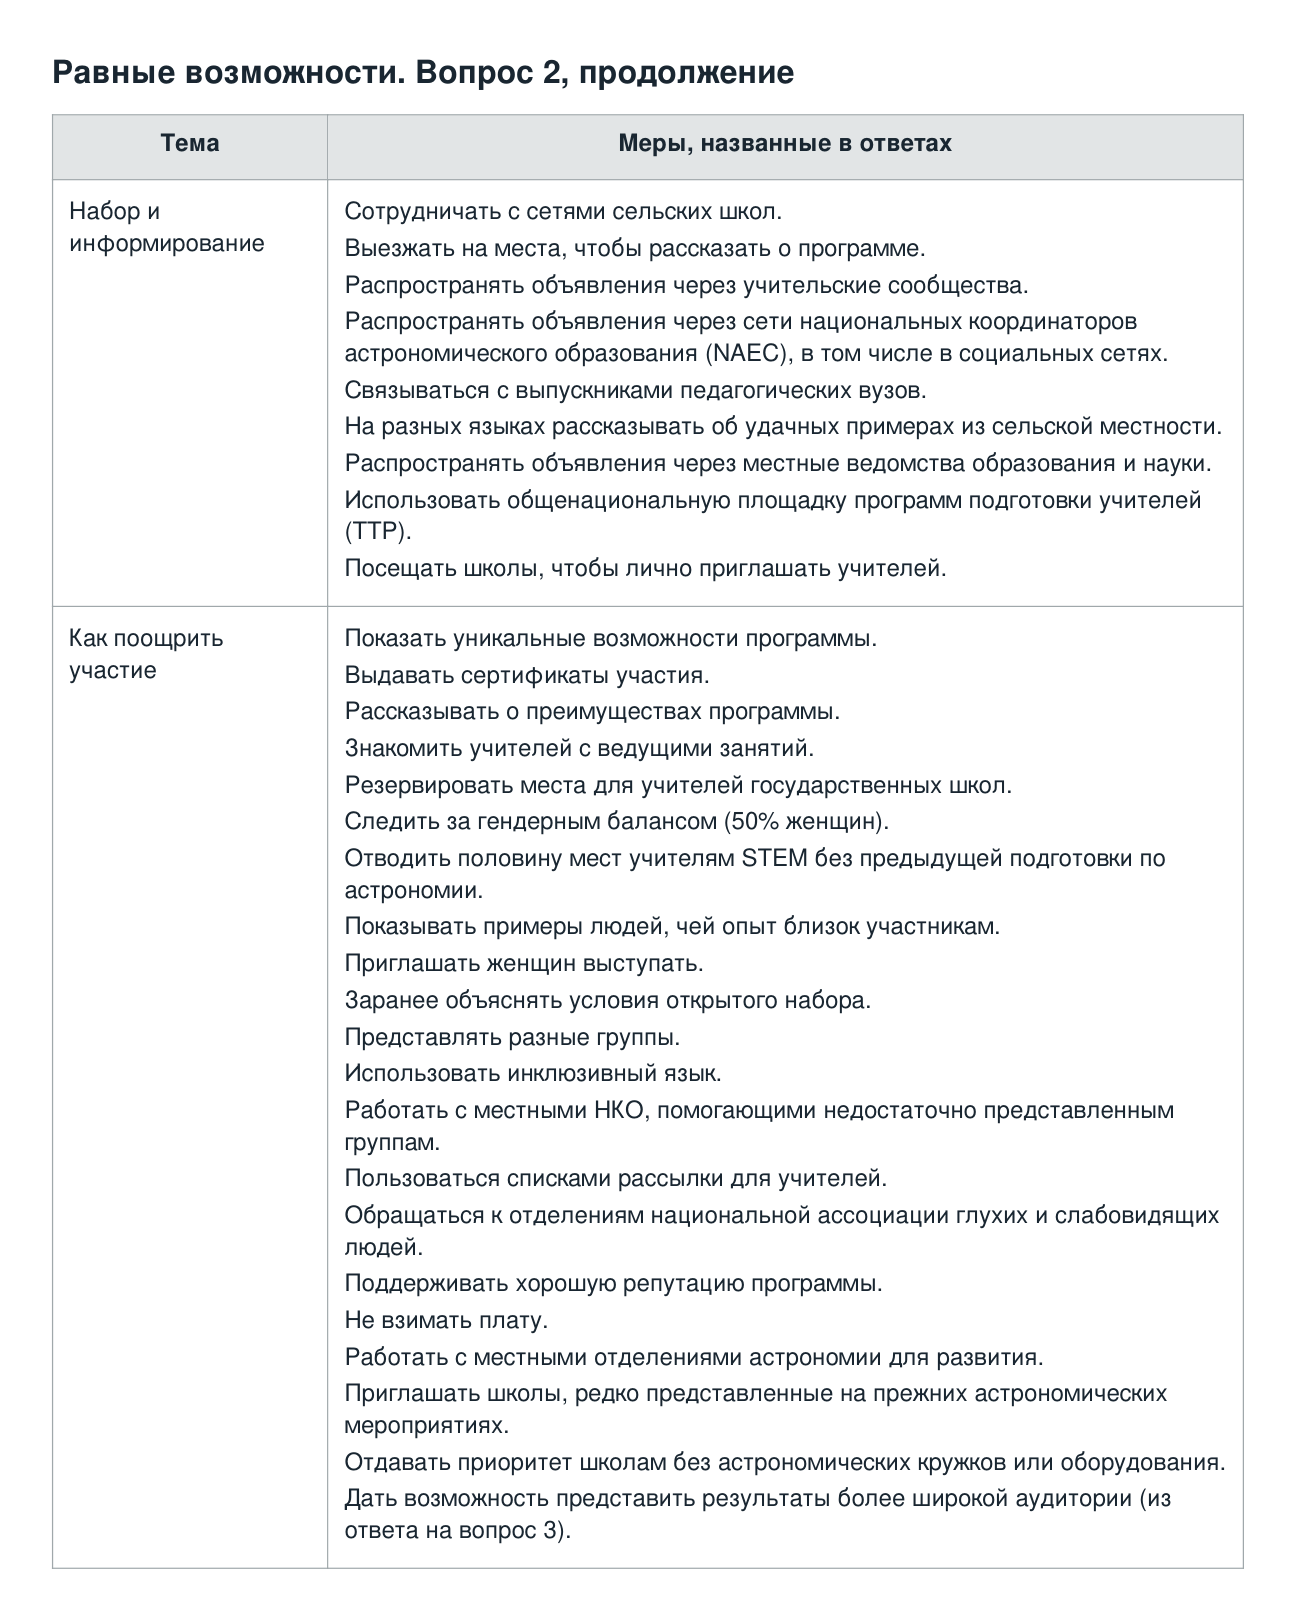 Равные возможности. Вопрос 2, продолжение
Тема
Меры, названные в ответах
Набор и
информирование
Сотрудничать с сетями сельских школ.
Выезжать на места, чтобы рассказать о программе.
Распространять объявления через учительские сообщества.
Распространять объявления через сети национальных координаторов
астрономического образования (NAEC), в том числе в социальных сетях.
Связываться с выпускниками педагогических вузов.
На разных языках рассказывать об удачных примерах из сельской местности.
Распространять объявления через местные ведомства образования и науки.
Использовать общенациональную площадку программ подготовки учителей
(TTP).
Посещать школы, чтобы лично приглашать учителей.
Как поощрить
участие
Показать уникальные возможности программы.
Выдавать сертификаты участия.
Рассказывать о преимуществах программы.
Знакомить учителей с ведущими занятий.
Резервировать места для учителей государственных школ.
Следить за гендерным балансом (50% женщин).
Отводить половину мест учителям STEM без предыдущей подготовки по
астрономии.
Показывать примеры людей, чей опыт близок участникам.
Приглашать женщин выступать.
Заранее объяснять условия открытого набора.
Представлять разные группы.
Использовать инклюзивный язык.
Работать с местными НКО, помогающими недостаточно представленным
группам.
Пользоваться списками рассылки для учителей.
Обращаться к отделениям национальной ассоциации глухих и слабовидящих
людей.
Поддерживать хорошую репутацию программы.
Не взимать плату.
Работать с местными отделениями астрономии для развития.
Приглашать школы, редко представленные на прежних астрономических
мероприятиях.
Отдавать приоритет школам без астрономических кружков или оборудования.
Дать возможность представить результаты более широкой аудитории (из
ответа на вопрос 3).